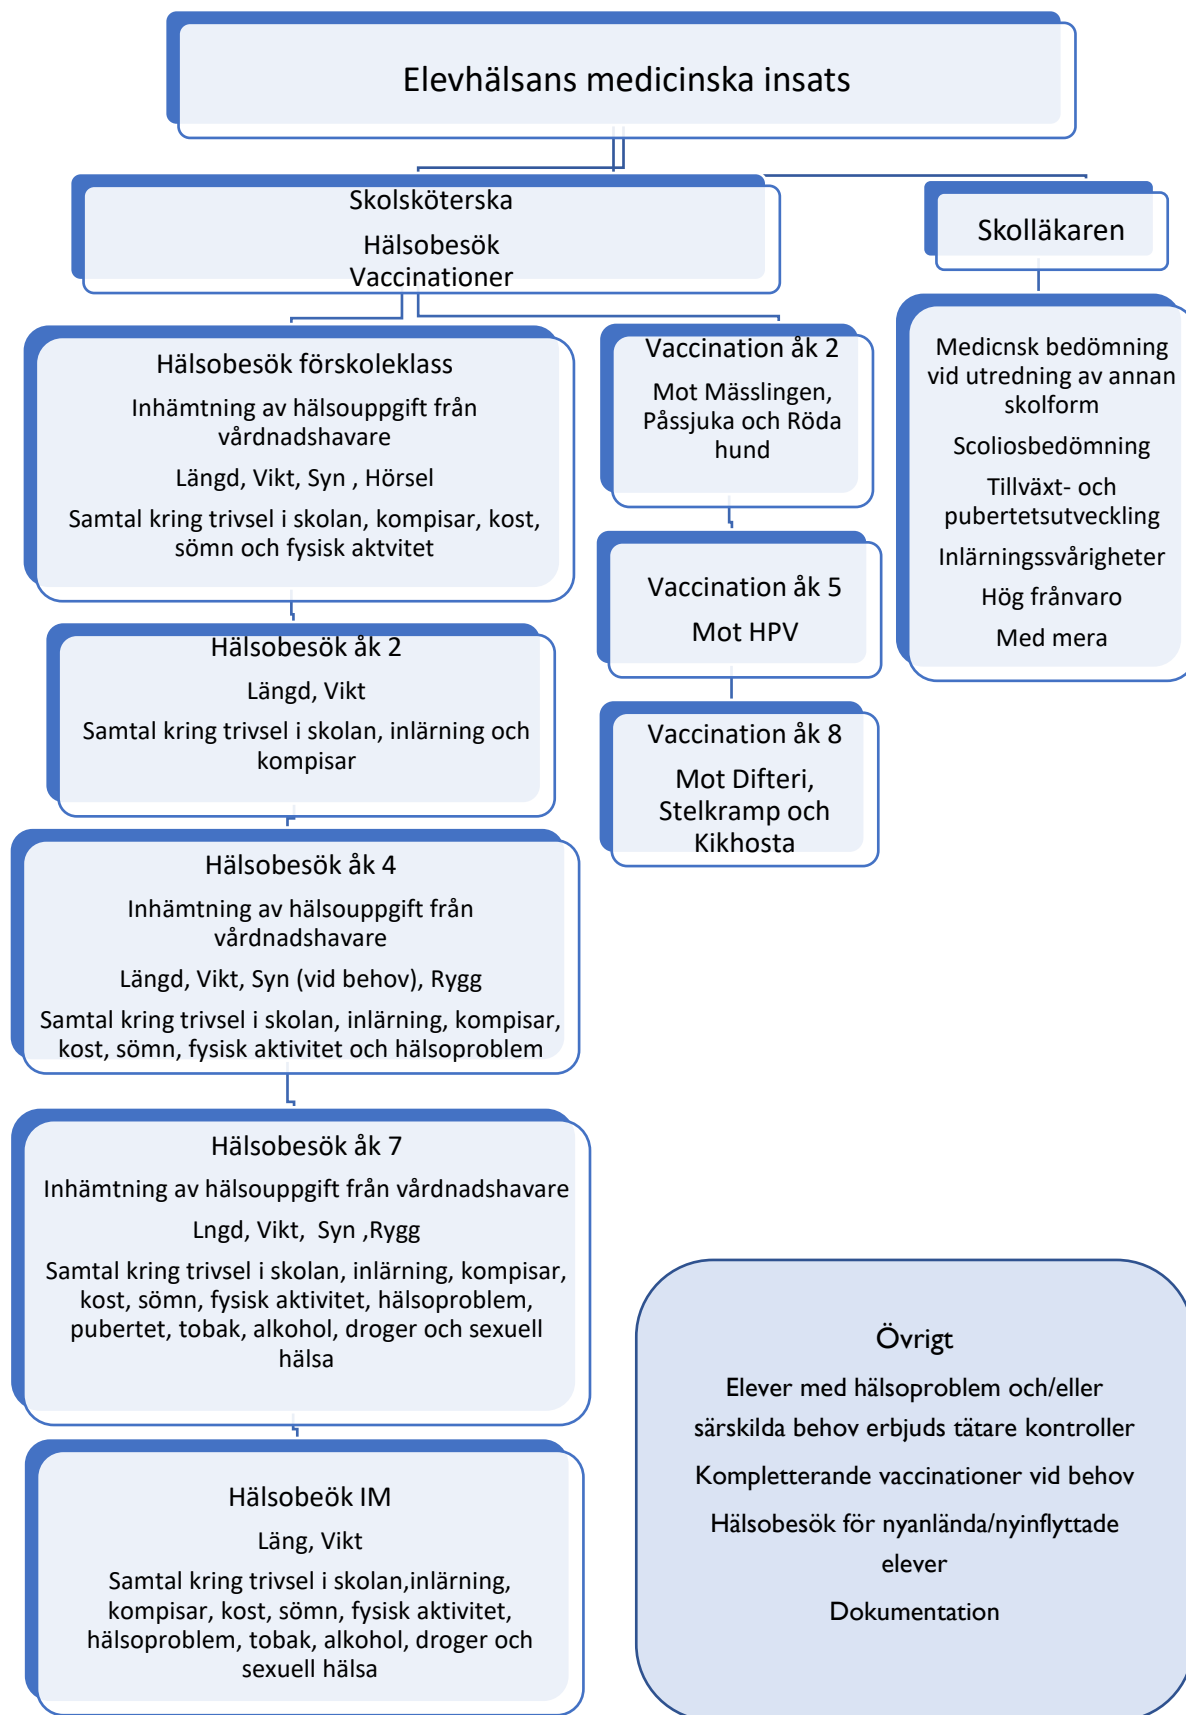 Elevhälsans medicinska insats
Skolsköterska
Hälsobesök
Vaccinationer
Skolläkaren
Hälsobesök förskoleklass
Inhämtning av hälsouppgift från
vårdnadshavare
Längd, Vikt, Syn , Hörsel
Samtal kring trivsel i skolan, kompisar, kost,
sömn och fysisk aktvitet
Hälsobesök åk 2
Längd, Vikt
Samtal kring trivsel i skolan, inlärning och
kompisar
Hälsobesök åk 4
Inhämtning av hälsouppgift från
vårdnadshavare
Längd, Vikt, Syn (vid behov), Rygg
Samtal kring trivsel i skolan, inlärning, kompisar,
kost, sömn, fysisk aktivitet och hälsoproblem
Hälsobesök åk 7
Inhämtning av hälsouppgift från vårdnadshavare
Lngd, Vikt,  Syn ,Rygg
Samtal kring trivsel i skolan, inlärning, kompisar,
kost, sömn, fysisk aktivitet, hälsoproblem,
pubertet, tobak, alkohol, droger och sexuell
hälsa
Hälsobeök IM
Läng, Vikt
Samtal kring trivsel i skolan,inlärning,
kompisar, kost, sömn, fysisk aktivitet,
hälsoproblem, tobak, alkohol, droger och
sexuell hälsa
Vaccination åk 2
Mot Mässlingen,
Påssjuka och Röda
hund
Vaccination åk 5
Mot HPV
Vaccination åk 8
Mot Difteri,
Stelkramp och
Kikhosta
Medicnsk bedömning
vid utredning av annan
skolform
Scoliosbedömning
Tillväxt- och
pubertetsutveckling
Inlärningssvårigheter
Hög frånvaro
Med mera
Övrigt
Elever med hälsoproblem och/eller
särskilda behov erbjuds tätare kontroller
Kompletterande vaccinationer vid behov
Hälsobesök för nyanlända/nyinflyttade
elever
Dokumentation